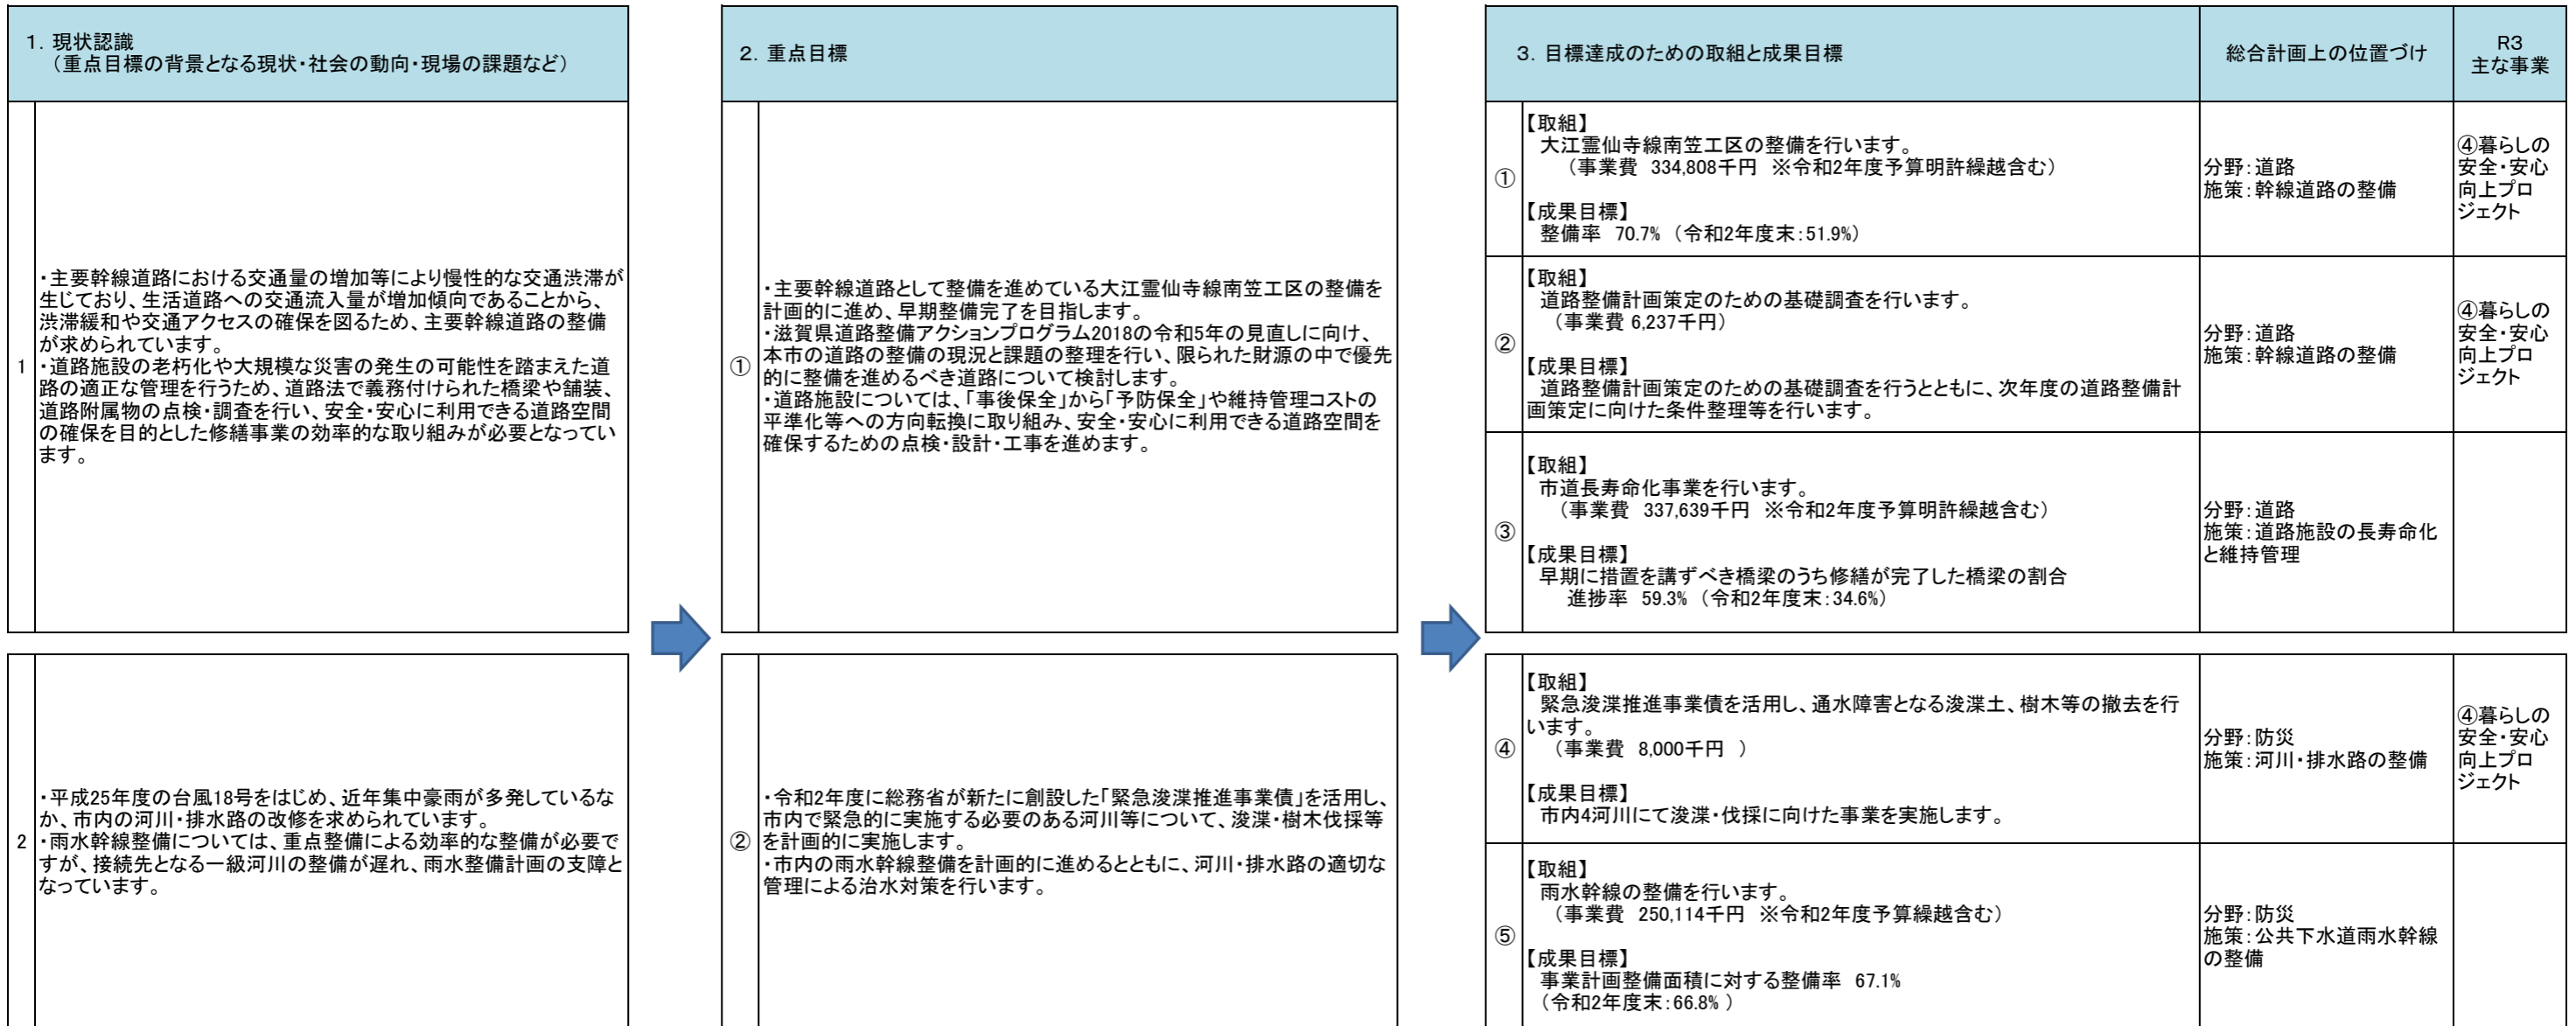 1. 現状認識
（重点目標の背景となる現状・社会の動向・現場の課題など）
2. 重点目標
3. 目標達成のための取組と成果目標
総合計画上の位置づけ
R3
主な事業
1
・主要幹線道路における交通量の増加等により慢性的な交通渋滞が
生じており、生活道路への交通流入量が増加傾向であることから、
渋滞緩和や交通アクセスの確保を図るため、主要幹線道路の整備
が求められています。
・道路施設の老朽化や大規模な災害の発生の可能性を踏まえた道
路の適正な管理を行うため、道路法で義務付けられた橋梁や舗装、
道路附属物の点検・調査を行い、安全・安心に利用できる道路空間
の確保を目的とした修繕事業の効率的な取り組みが必要となってい
ます。
①
・主要幹線道路として整備を進めている大江霊仙寺線南笠工区の整備を
計画的に進め、早期整備完了を目指します。
・滋賀県道路整備アクションプログラム2018の令和5年の見直しに向け、
本市の道路の整備の現況と課題の整理を行い、限られた財源の中で優先
的に整備を進めるべき道路について検討します。
・道路施設については、「事後保全」から「予防保全」や維持管理コストの
平準化等への方向転換に取り組み、安全・安心に利用できる道路空間を
確保するための点検・設計・工事を進めます。
①
【取組】
大江霊仙寺線南笠工区の整備を行います。
（事業費 334,808千円 ※令和2年度予算明許繰越含む）
【成果目標】
整備率 70.7% （令和2年度末：51.9%）
分野：道路
施策：幹線道路の整備
④暮らしの
安全・安心
向上プロ
ジェクト
②
【取組】
道路整備計画策定のための基礎調査を行います。
（事業費 6,237千円）
【成果目標】
道路整備計画策定のための基礎調査を行うとともに、次年度の道路整備計
画策定に向けた条件整理等を行います。
分野：道路
施策：幹線道路の整備
④暮らしの
安全・安心
向上プロ
ジェクト
③
【取組】
市道長寿命化事業を行います。
（事業費 337,639千円 ※令和2年度予算明許繰越含む）
【成果目標】
早期に措置を講ずべき橋梁のうち修繕が完了した橋梁の割合
進捗率 59.3% （令和2年度末：34.6%）
分野：道路
施策：道路施設の長寿命化
と維持管理
2
・平成25年度の台風18号をはじめ、近年集中豪雨が多発しているな
か、市内の河川・排水路の改修を求められています。
・雨水幹線整備については、重点整備による効率的な整備が必要で
すが、接続先となる一級河川の整備が遅れ、雨水整備計画の支障と
なっています。
②
・令和2年度に総務省が新たに創設した「緊急浚渫推進事業債」を活用し、
市内で緊急的に実施する必要のある河川等について、浚渫・樹木伐採等
を計画的に実施します。
・市内の雨水幹線整備を計画的に進めるとともに、河川・排水路の適切な
管理による治水対策を行います。
④
【取組】
緊急浚渫推進事業債を活用し、通水障害となる浚渫土、樹木等の撤去を行
います。
（事業費 8,000千円 ）
【成果目標】
市内4河川にて浚渫・伐採に向けた事業を実施します。
分野：防災
施策：河川・排水路の整備
④暮らしの
安全・安心
向上プロ
ジェクト
⑤
【取組】
雨水幹線の整備を行います。
（事業費 250,114千円 ※令和2年度予算繰越含む）
【成果目標】
事業計画整備面積に対する整備率 67.1%
（令和2年度末：66.8% ）
分野：防災
施策：公共下水道雨水幹線
の整備